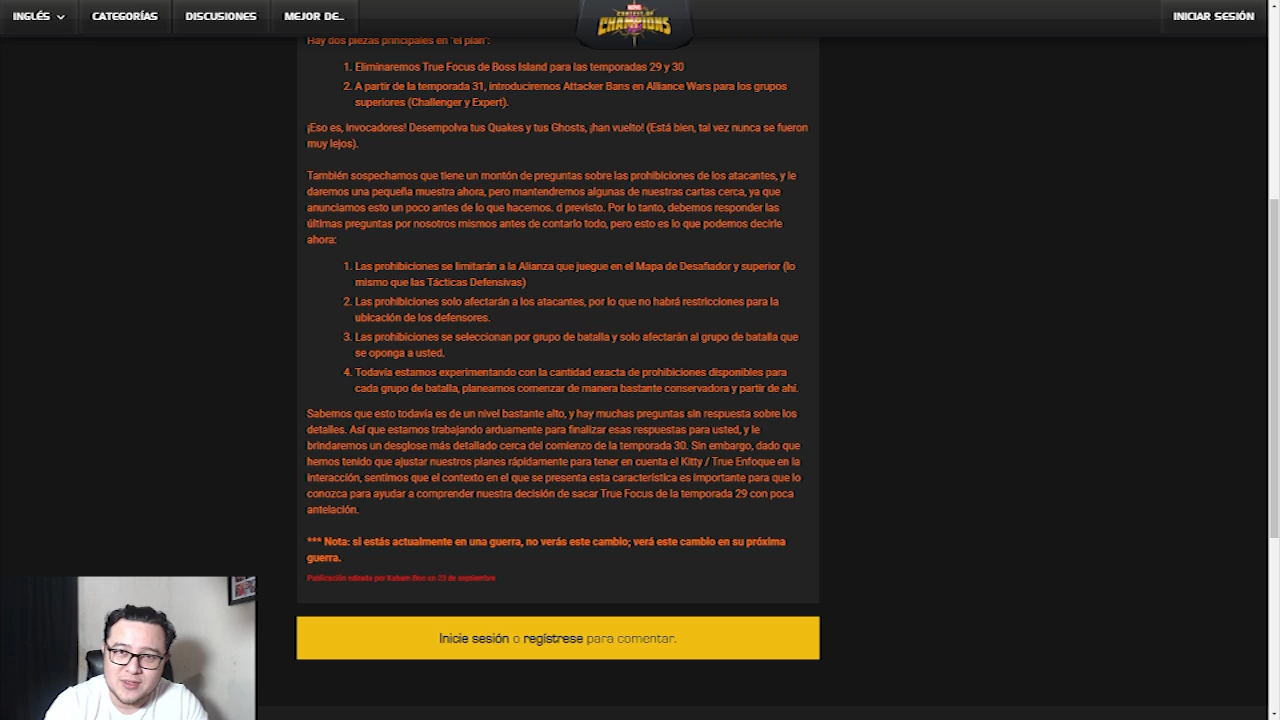 INGLÉS
CATEGORÍAS
DISCUSIONES
MEJOR DE...
MARVEL
CONTEST OF
CHAMPIONS
INICIAR SESIÓN
Hay dos piezas principales en "el plan":
1. Eliminaremos True Focus de Boss Island para las temporadas 29 y 30
2. A partir de la temporada 31, introduciremos Attacker Bans en Alliance Wars para los grupos
superiores (Challenger y Expert).
¡Eso es, invocadores! Desempolva tus Quakes y tus Ghosts, ¡han vuelto! (Está bien, tal vez nunca se fueron
muy lejos).
También sospechamos que tiene un montón de preguntas sobre las prohibiciones de los atacantes, y le
daremos una pequeña muestra ahora, pero mantendremos algunas de nuestras cartas cerca, ya que
anunciamos esto un poco antes de lo que hacemos. d previsto. Por lo tanto, debemos responder las
últimas preguntas por nosotros mismos antes de contarlo todo, pero esto es lo que podemos decirle
ahora:
1. Las prohibiciones se limitarán a la Alianza que juegue en el Mapa de Desafiador y superior (lo
mismo que las Tácticas Defensivas)
2. Las prohibiciones solo afectarán a los atacantes, por lo que no habrá restricciones para la
ubicación de los defensores.
3. Las prohibiciones se seleccionan por grupo de batalla y solo afectarán al grupo de batalla que
se oponga a usted.
4. Todavía estamos experimentando con la cantidad exacta de prohibiciones disponibles para
cada grupo de batalla, planeamos comenzar de manera bastante conservadora y partir de ahí.
Sabemos que esto todavía es de un nivel bastante alto, y hay muchas preguntas sin respuesta sobre los
detalles. Así que estamos trabajando arduamente para finalizar esas respuestas para usted, y le
brindaremos un desglose más detallado cerca del comienzo de la temporada 30. Sin embargo, dado que
hemos tenido que ajustar nuestros planes rápidamente para tener en cuenta el Kitty / True Enfoque en la
interacción, sentimos que el contexto en el que se presenta esta característica es importante para que lo
conozca para ayudar a comprender nuestra decisión de sacar True Focus de la temporada 29 con poca
antelación.
*** Nota: si estás actualmente en una guerra, no verás este cambio; verá este cambio en su próxima
guerra.
Publicación editada por Kabam Boo en 23 de septiembre
Inicie sesión o regístrese para comentar.